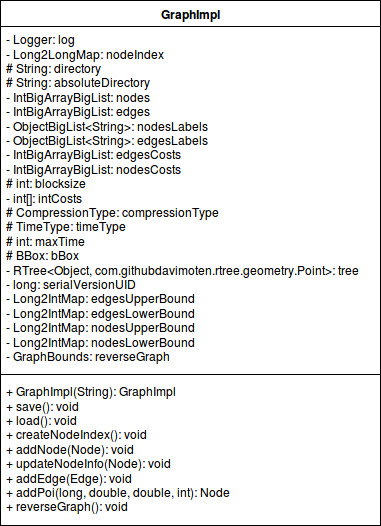 GraphImpl
- Logger: log
- Long2LongMap: nodeIndex
# String: directory
# String: absoluteDirectory
- IntBigArrayBigList: nodes
- IntBigArrayBigList: edges
- ObjectBigList<String>: nodesLabels
- ObjectBigList<String>: edgesLabels
- IntBigArrayBigList: edgesCosts
- IntBigArrayBigList: nodesCosts
# int: blocksize
- int[]: intCosts
# CompressionType: compressionType
# TimeType: timeType
# int: maxTime
# BBox: bBox
- RTree<Object, com.githubdavimoten.rtree.geometry.Point>: tree
- long: serialVersionUID
- Long2IntMap: edgesUpperBound
- Long2IntMap: edgesLowerBound
- Long2IntMap: nodesUpperBound
- Long2IntMap: nodesLowerBound
- GraphBounds: reverseGraph
+ GraphImpl(String): GraphImpl
+ save(): void
+ load(): void
+ createNodeIndex(): void
+ addNode(Node): void
+ updateNodeInfo(Node): void
+ addEdge(Edge): void
+ addPoi(long, double, double, int): Node
+ reverseGraph(): void